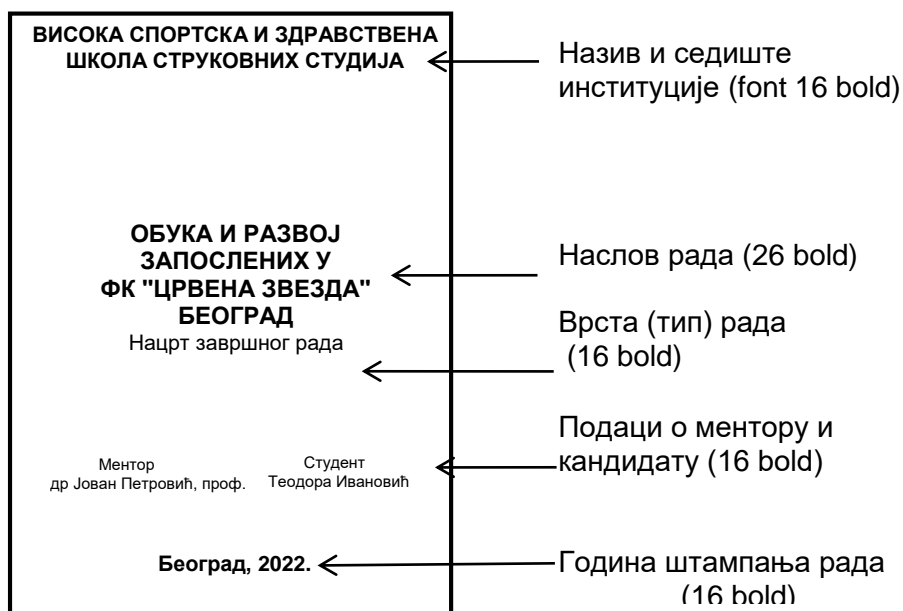 ВИСОКА СПОРТСКА И ЗДРАВСТВЕНА
ШКОЛА СТРУКОВНИХ СТУДИЈА
Назив и седиште
институције (font 16 bold)
ОБУКА И РАЗВОЈ
ЗАПОСЛЕНИХ У
ФК "ЦРВЕНА ЗВЕЗДА"
БЕОГРАД
Наслов рада (26 bold)
Нацрт завршног рада
Врста (тип) рада
(16 bold)
Ментор
др Јован Петровић, проф.
Студент
Теодора Ивановић
Подаци о ментору и
кандидату (16 bold)
Београд, 2022.
Година штампања рада
(16 bold)